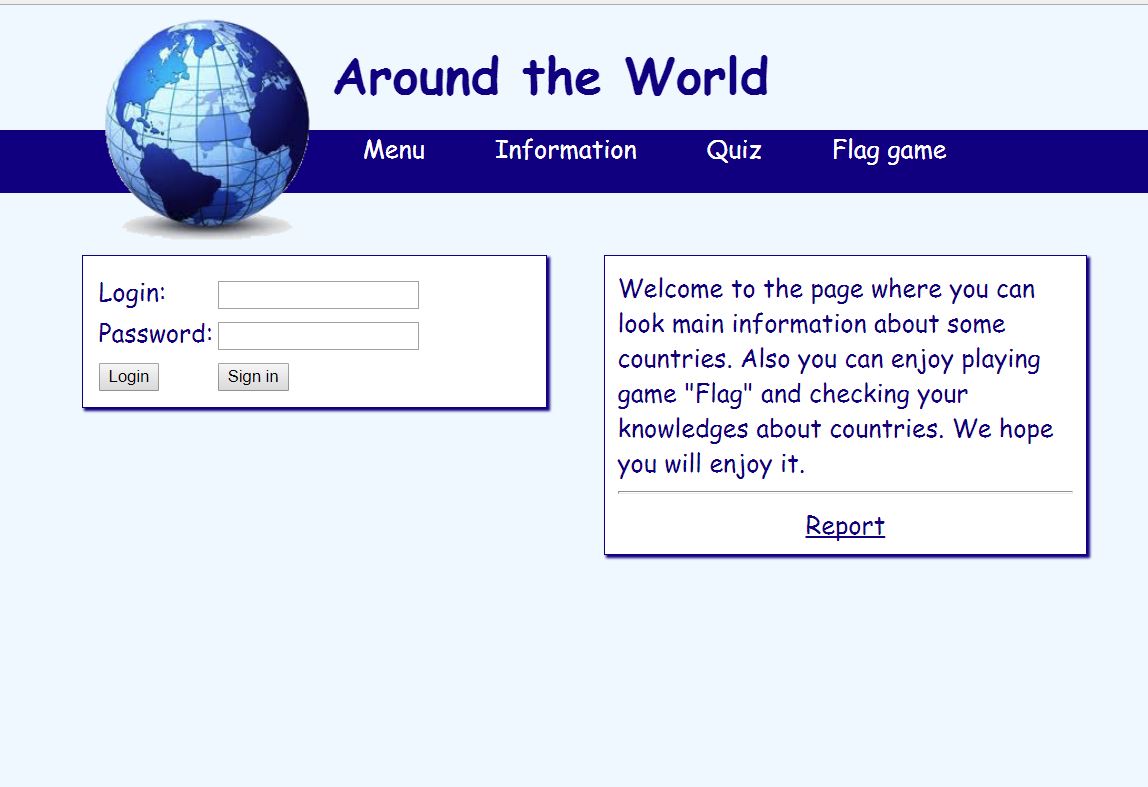 Around the World
Menu Information Quiz Flag game
Login:
Password:
Login Sign in
Welcome to the page where you can
look main information about some
countries. Also you can enjoy playing
game "Flag" and checking your
knowledges about countries. We hope
you will enjoy it.
Report